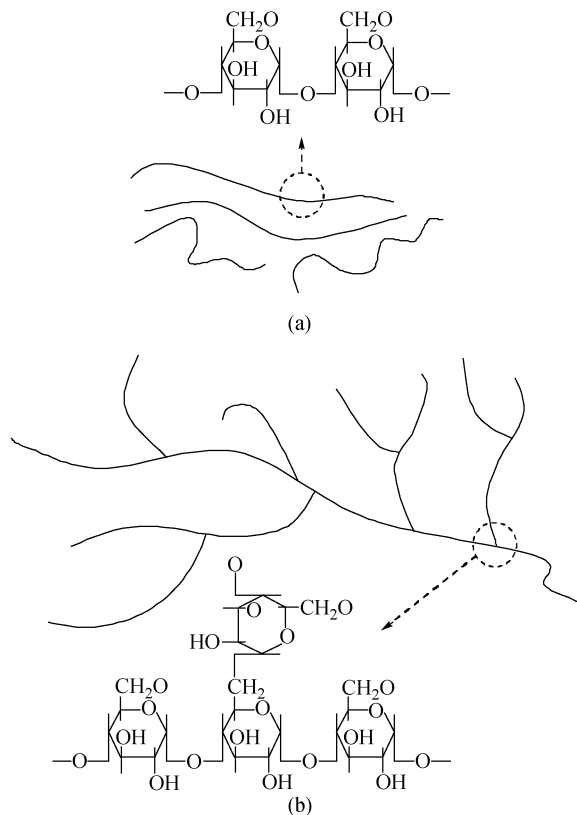 CH₂O CH₂O
O O
OH OH
O O O
OH OH
(a)
O
O CH₂O
HO O
CH₂O CH₂ CH₂O
O O O
OH OH OH
O O O O
OH OH OH
(b)